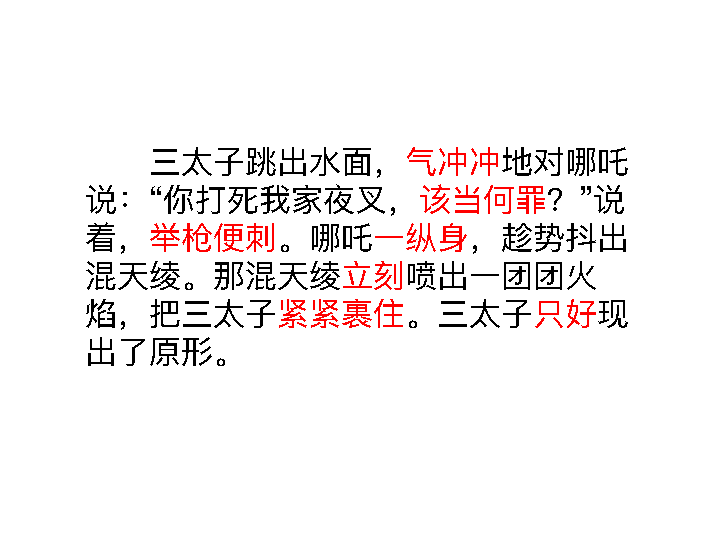 三太子跳出水面，气冲冲地对哪吒
说：“你打死我家夜叉，该当何罪？”说
着，举枪便刺。哪吒一纵身，趁势抖出
混天绫。那混天绫立刻喷出一团团火
焰，把三太子紧紧裹住。三太子只好现
出了原形。